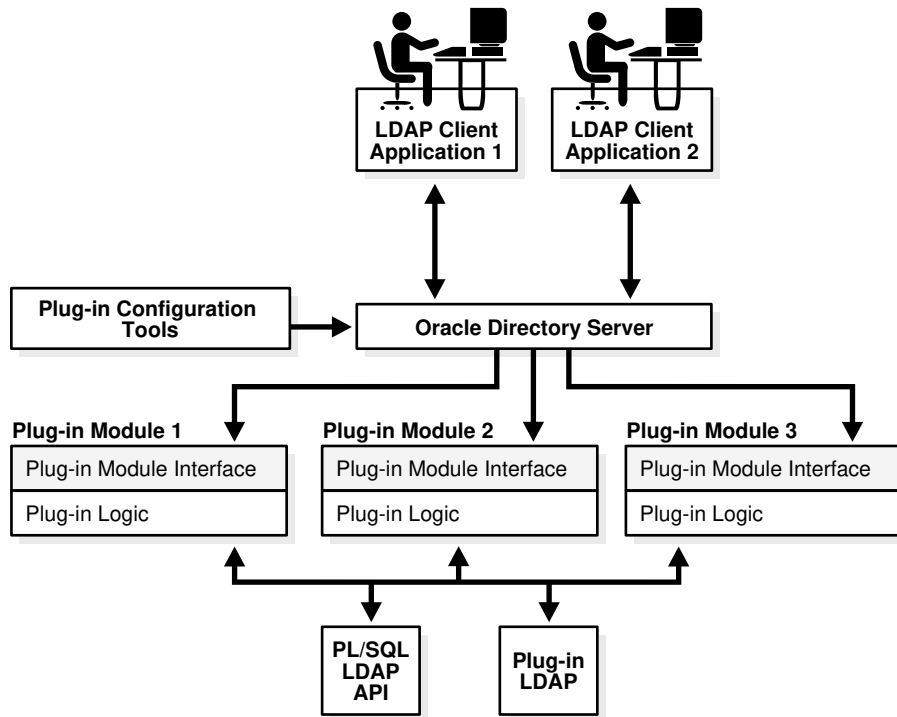 LDAP Client
Application 1
LDAP Client
Application 2
Plug-in Configuration
Tools
Oracle Directory Server
Plug-in Module 1
Plug-in Module Interface
Plug-in Logic
Plug-in Module 2
Plug-in Module Interface
Plug-in Logic
Plug-in Module 3
Plug-in Module Interface
Plug-in Logic
PL/SQL
LDAP
API
Plug-in
LDAP